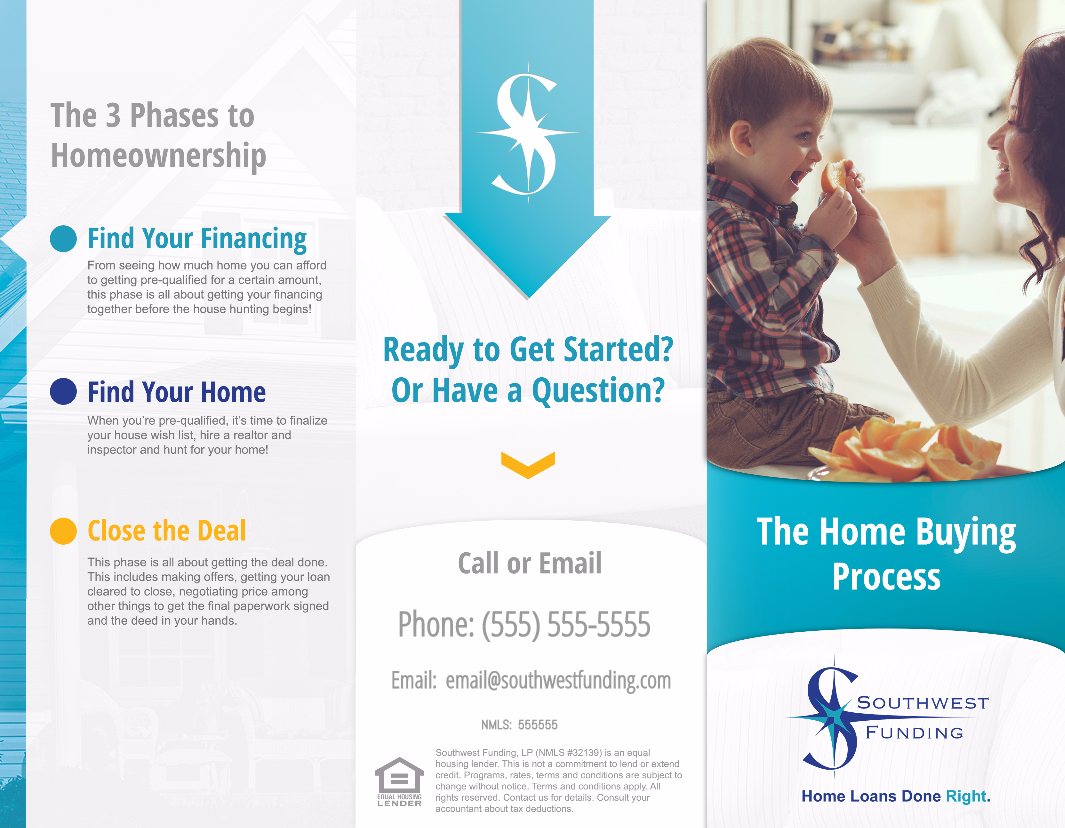 The 3 Phases to
Homeownership
Find Your Financing
From seeing how much home you can afford
to getting pre-qualified for a certain amount,
this phase is all about getting your financing
together before the house hunting begins!
Find Your Home
When you're pre-qualified, it's time to finalize
your house wish list, hire a realtor and
inspector and hunt for your home!
Close the Deal
This phase is all about getting the deal done.
This includes making offers, getting your loan
cleared to close, negotiating price among
other things to get the final paperwork signed
and the deed in your hands.
S
Ready to Get Started?
Or Have a Question?
Call or Email
Phone: (555) 555-5555
Email: email@southwestfunding.com
NMLS: 555555
EQUAL HOUSING
LENDER
Southwest Funding, LP (NMLS #32139) is an equal
housing lender. This is not a commitment to lend or extend
credit. Programs, rates, terms and conditions are subject to
change without notice. Terms and conditions apply. All
rights reserved. Contact us for details. Consult your
accountant about tax deductions.
The Home Buying
Process
S
SOUTHWEST
FUNDING
Home Loans Done Right.